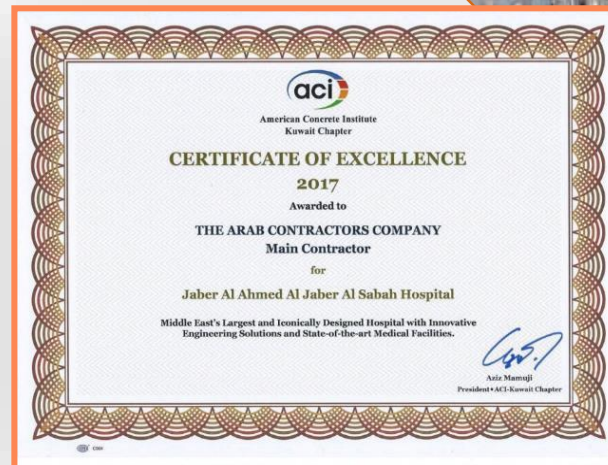 aci
American Concrete Institute
Kuwait Chapter
CERTIFICATE OF EXCELLENCE
2017
Awarded to
THE ARAB CONTRACTORS COMPANY
Main Contractor
for
Jaber Al Ahmed Al Jaber Al Sabah Hospital
Middle East's Largest and Iconically Designed Hospital with Innovative
Engineering Solutions and State-of-the-art Medical Facilities.
Aziz Mamuji
President • ACI-Kuwait Chapter